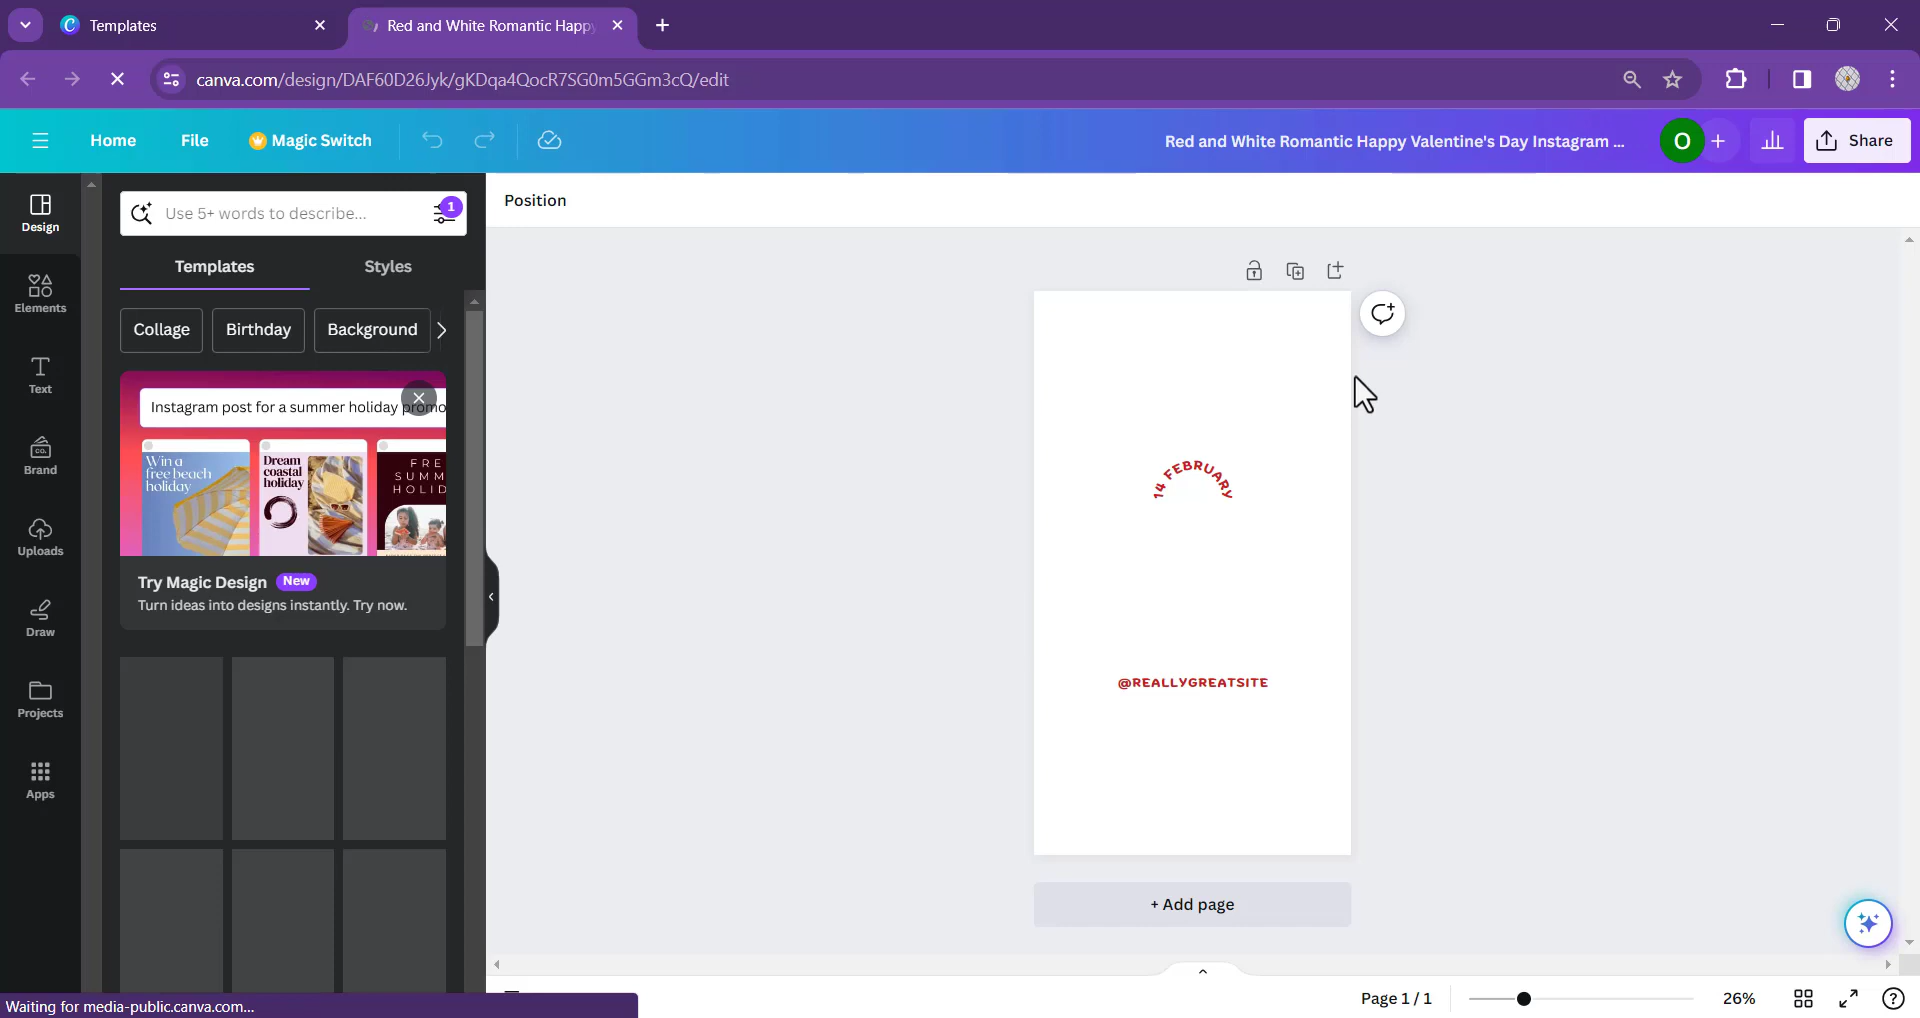 Templates
Red and White Romantic Happy
canva.com/design/DAF60D26Jyk/gKDqa4QocR7SG0m5GGm3cQ/edit
Home
File
Magic Switch
Red and White Romantic Happy Valentine's Day Instagram ...
O
Share
Design
Elements
Text
CO.
Brand
Uploads
Draw
Projects
Apps
Use 5+ words to describe...
1
Templates
Styles
Collage
Birthday
Background
Instagram post for a summer holiday promo
Win a
free beach
holiday
Dream
coastal
holiday
FRE
SUMM
HOLID
Try Magic Design
New
Turn ideas into designs instantly. Try now.
Position
14 FEBRUARY
@REALLYGREATSITE
+ Add page
Page 1 / 1
26%
Waiting for media-public.canva.com...